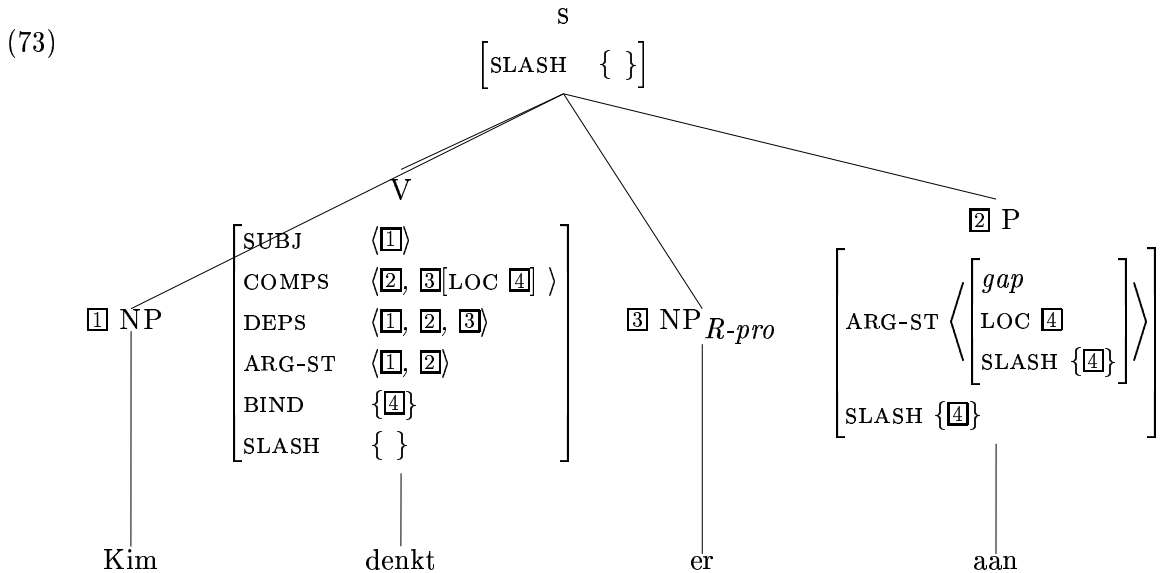 (73)
S
[SLASH { }]
V
[SUBJ ⟨[1]⟩
COMPS ⟨[2], [3][LOC [4]] ⟩
DEPS ⟨[1], [2], [3]⟩
ARG-ST ⟨[1], [2]⟩
BIND {[4]}
SLASH { }]
[1] NP
[3] NP R-pro
[2] P
[ARG-ST ⟨[gap
LOC [4]
SLASH {[4]}]⟩
SLASH {[4]}]
Kim denkt er aan